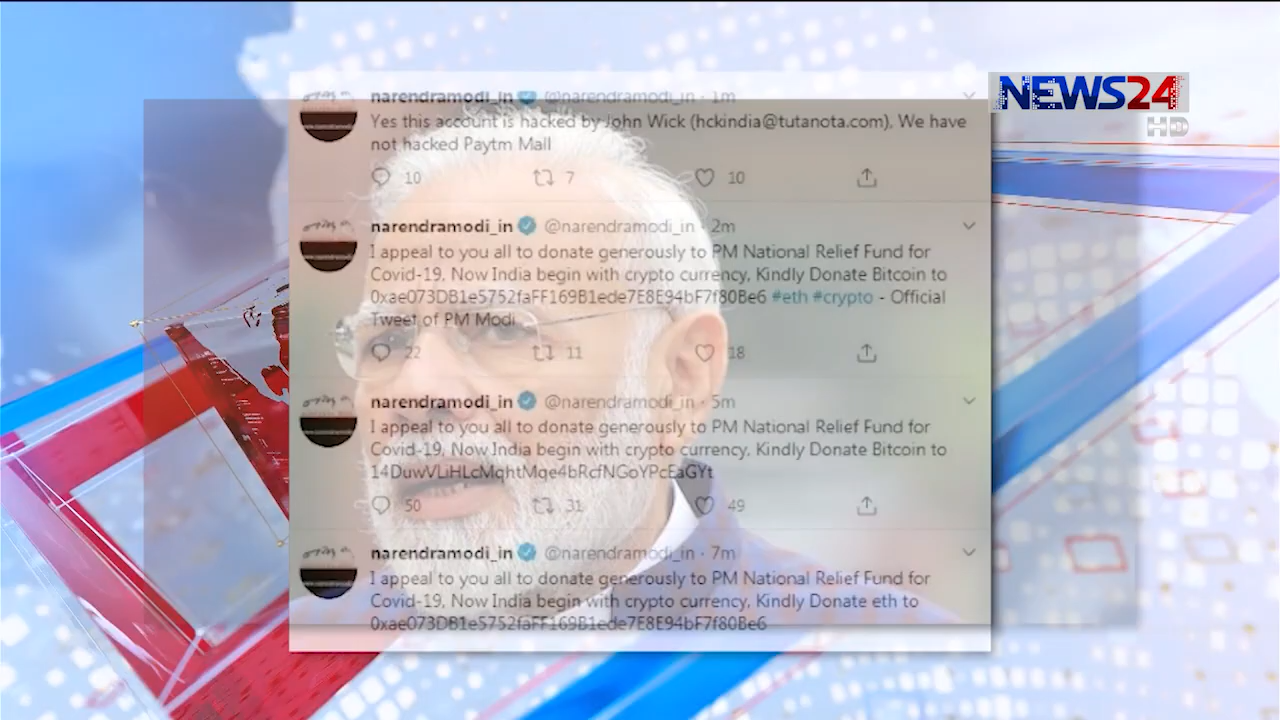 NEWS24
HD
narendramodi_in @narendramodi_in · 1m
Yes this account is hacked by John Wick (hckindia@tutanota.com), We have
not hacked Paytm Mall
10 7 10
narendramodi_in @narendramodi_in · 2m
I appeal to you all to donate generously to PM National Relief Fund for
Covid-19, Now India begin with crypto currency, Kindly Donate Bitcoin to
0xae073DB1e5752faFF169B1ede7E8E94bF7f80Be6 #eth #crypto - Official
Tweet of PM Modi
22 11 18
narendramodi_in @narendramodi_in · 5m
I appeal to you all to donate generously to PM National Relief Fund for
Covid-19, Now India begin with crypto currency, Kindly Donate Bitcoin to
14DuwVLiHLcMqhtMqe4bRcfNGoYPcEaGYt
50 31 49
narendramodi_in @narendramodi_in · 7m
I appeal to you all to donate generously to PM National Relief Fund for
Covid-19, Now India begin with crypto currency, Kindly Donate eth to
0xae073DB1e5752faFF169B1ede7E8E94bF7f80Be6